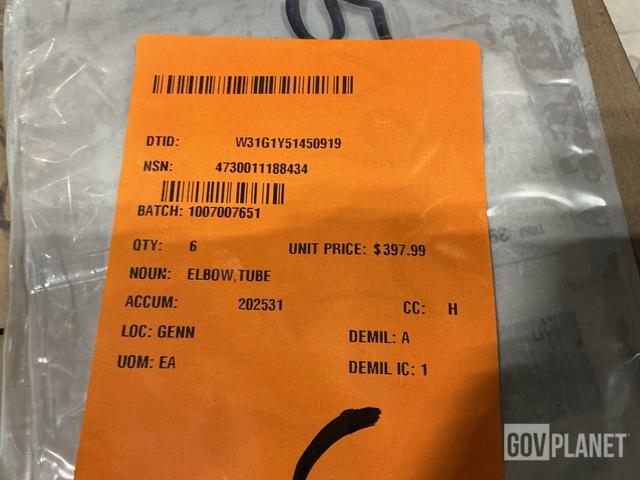 DTID: W31G1Y51450919
NSN: 4730011188434
BATCH: 1007007651
QTY: 6 UNIT PRICE: $397.99
NOUN: ELBOW,TUBE
ACCUM: 202531 CC: H
LOC: GENN DEMIL: A
UOM: EA DEMIL IC: 1
GOVPLANET